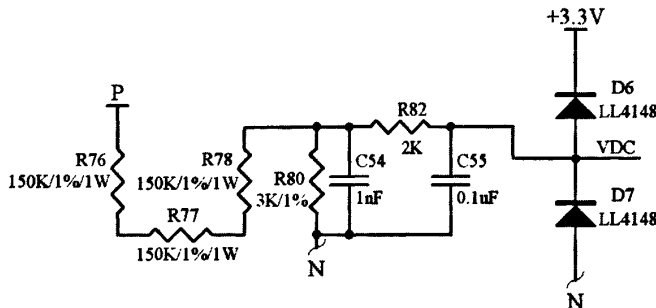 +3.3V
P
D6
LL4148
R82
2K
VDC
R76
150K/1%/1W
R78
150K/1%/1W
R80
3K/1%
C54
1nF
C55
0.1uF
D7
LL4148
R77
150K/1%/1W
N
N